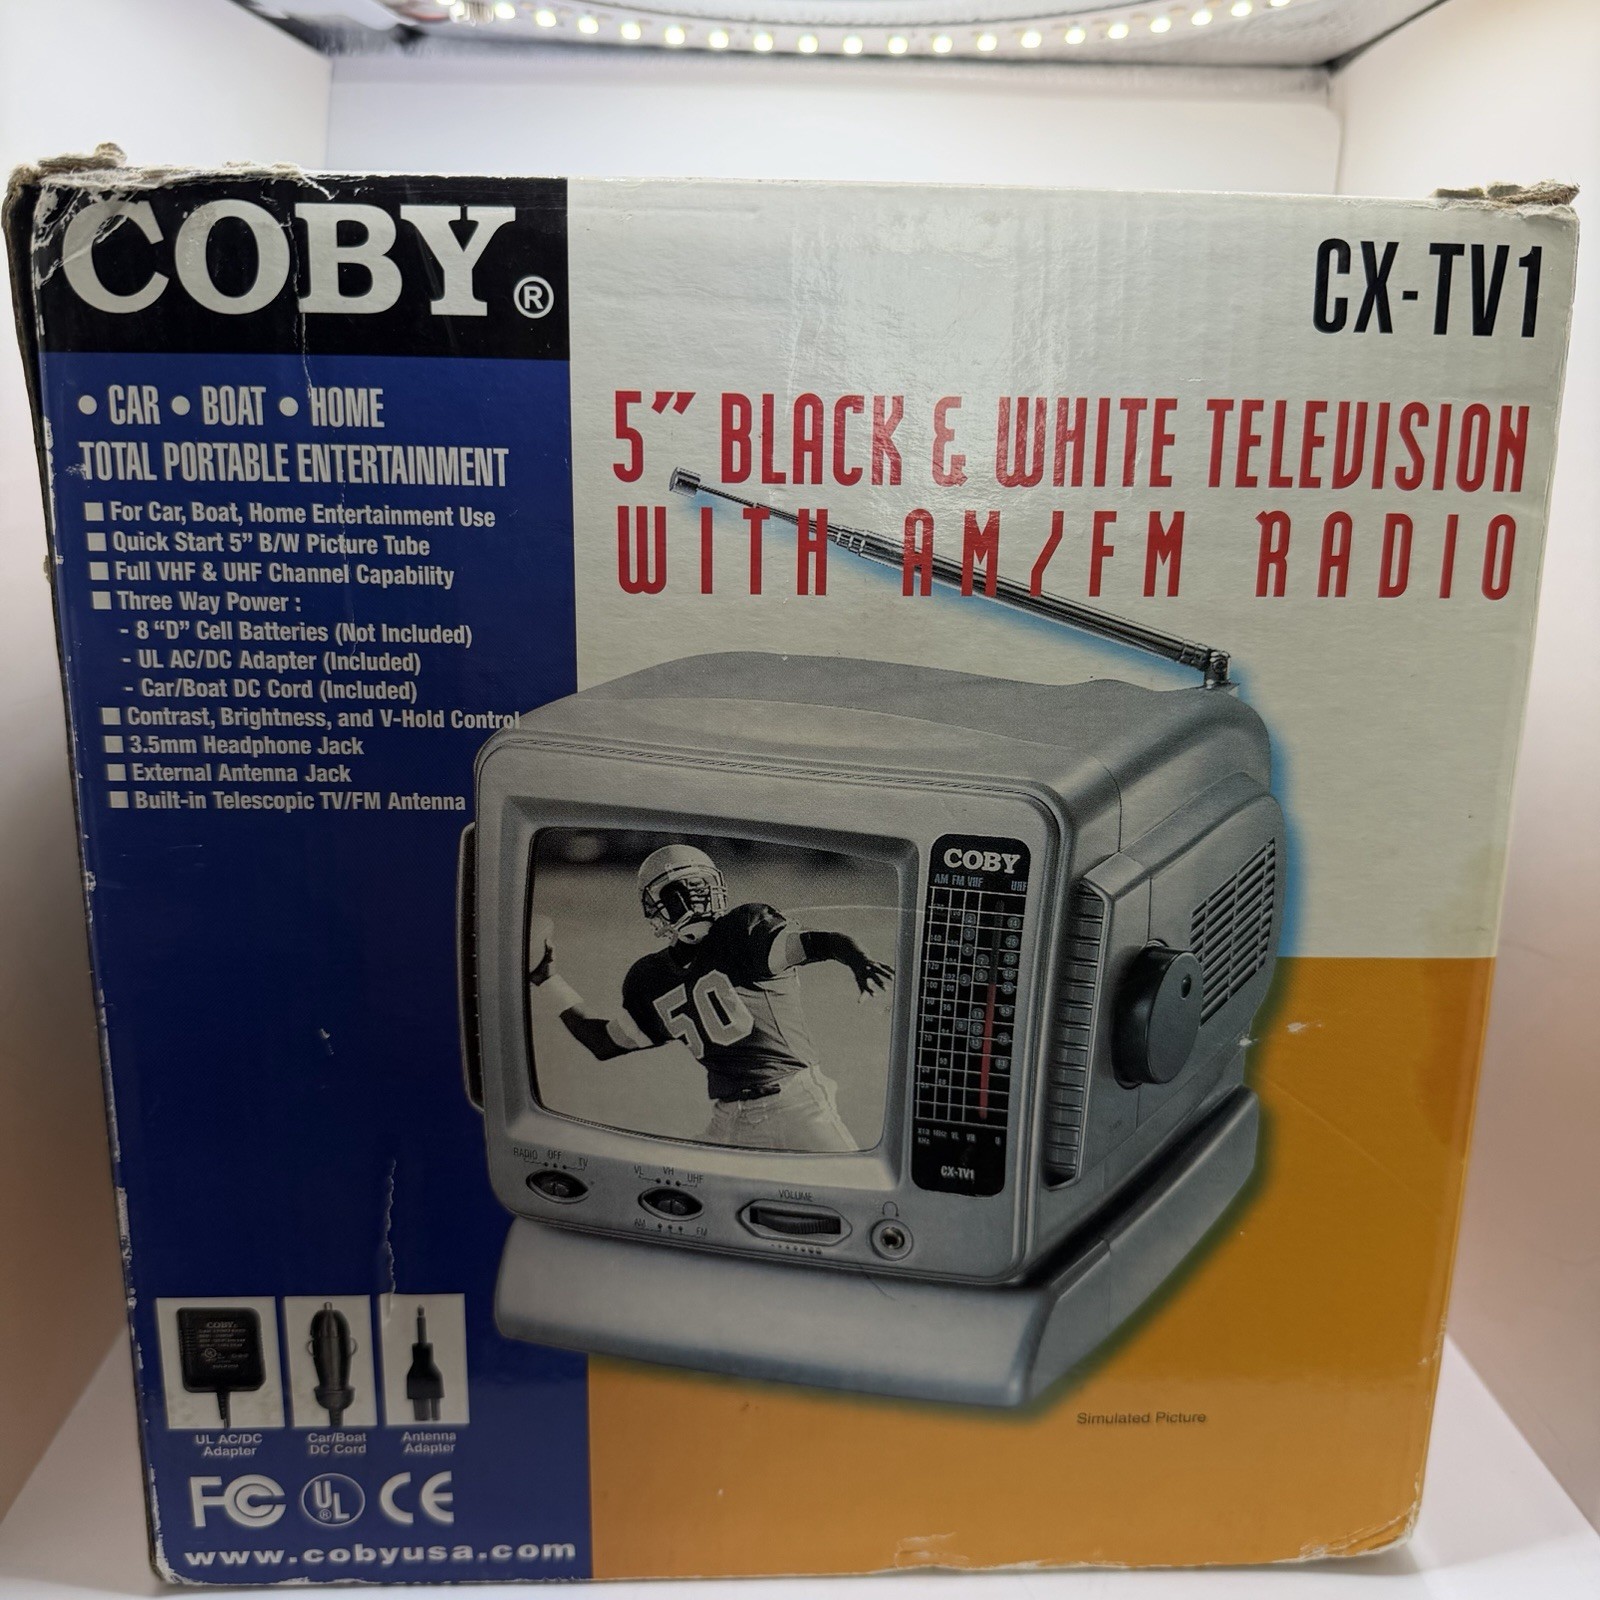 COBY®
CX-TV1
• CAR • BOAT • HOME
TOTAL PORTABLE ENTERTAINMENT
■ For Car, Boat, Home Entertainment Use
■ Quick Start 5" B/W Picture Tube
■ Full VHF & UHF Channel Capability
■ Three Way Power :
- 8 "D" Cell Batteries (Not Included)
- UL AC/DC Adapter (Included)
- Car/Boat DC Cord (Included)
■ Contrast, Brightness, and V-Hold Control
■ 3.5mm Headphone Jack
■ External Antenna Jack
■ Built-in Telescopic TV/FM Antenna
5" BLACK & WHITE TELEVISION
WITH AM/FM RADIO
COBY
AM FM VHF UHF
50
CX-TV1
RADIO OFF TV
VL VH UHF
AM FM
VOLUME
Simulated Picture
COBY
UL AC/DC
Adapter
Car/Boat
DC Cord
Antenna
Adapter
FC UL® CE
www.cobyusa.com